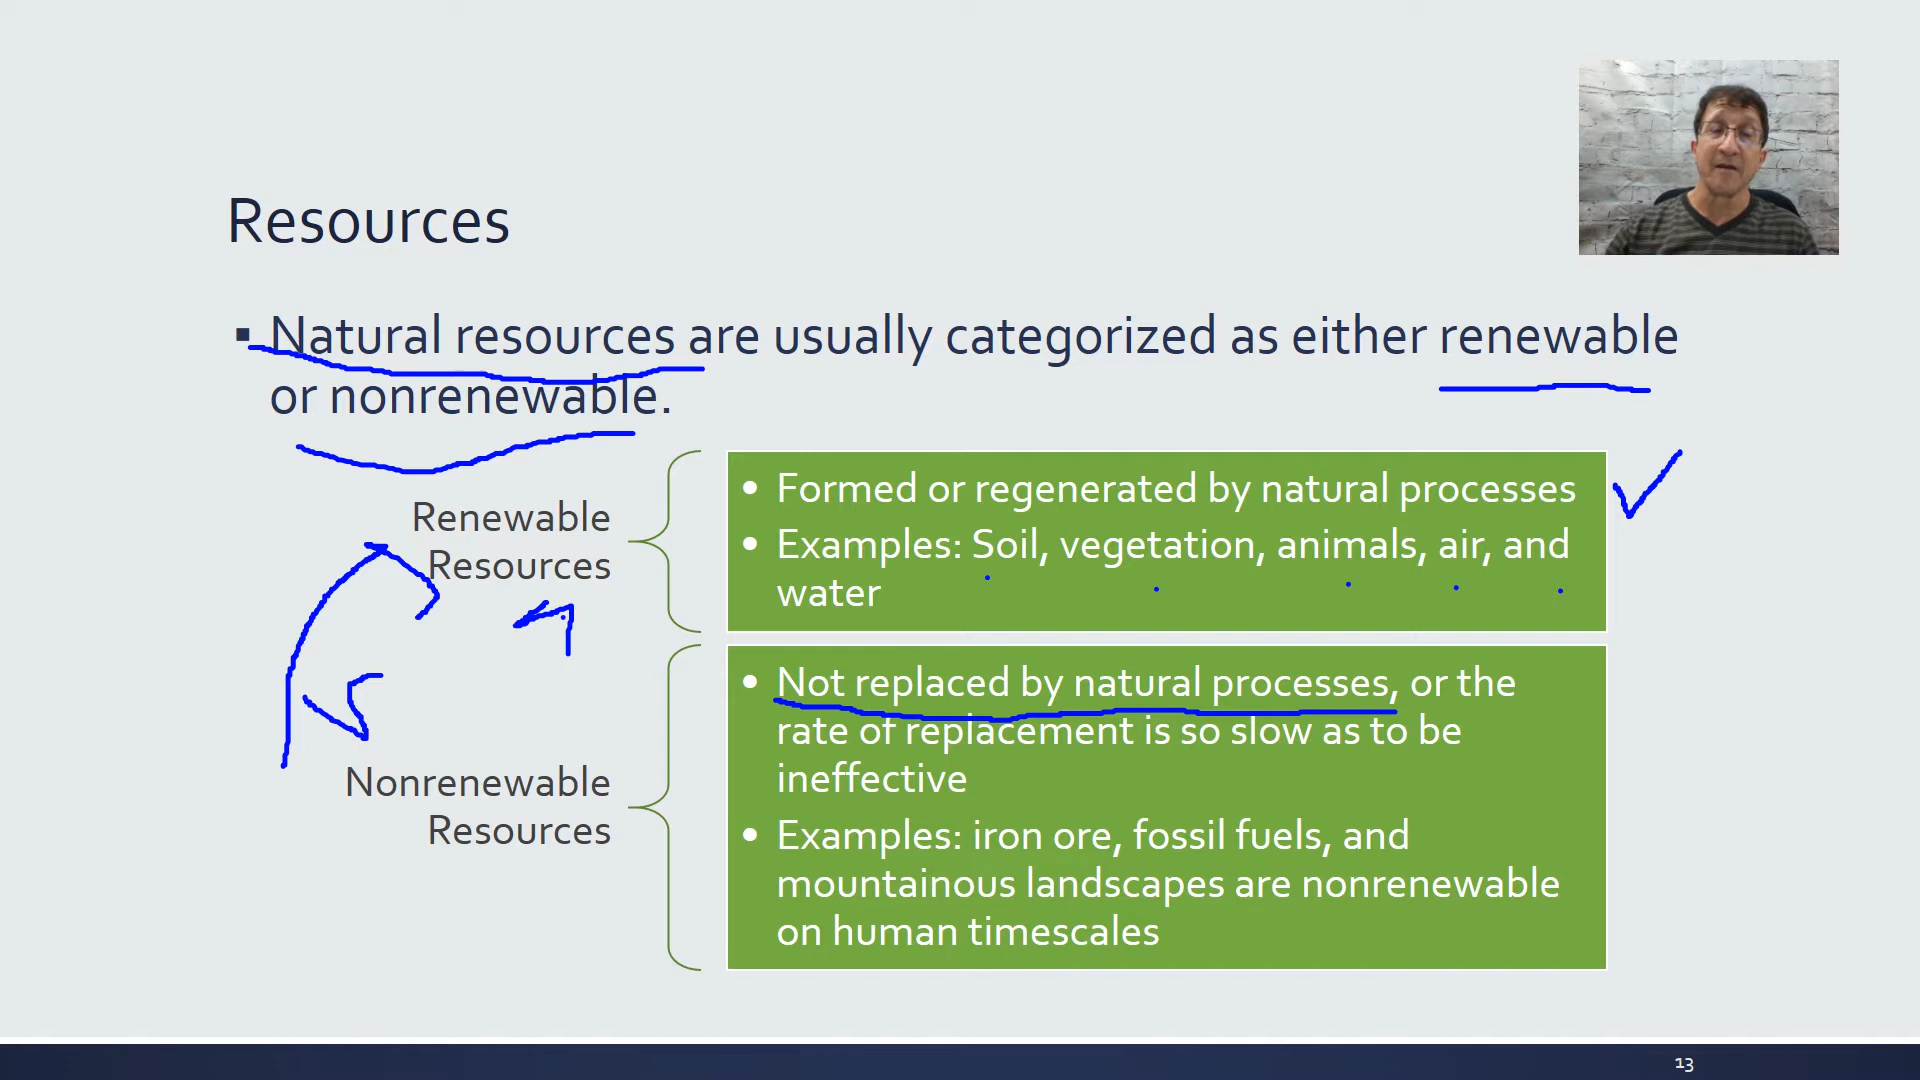 Resources
▪ Natural resources are usually categorized as either renewable
or nonrenewable.
Renewable
Resources
• Formed or regenerated by natural processes
• Examples: Soil, vegetation, animals, air, and
water
Nonrenewable
Resources
• Not replaced by natural processes, or the
rate of replacement is so slow as to be
ineffective
• Examples: iron ore, fossil fuels, and
mountainous landscapes are nonrenewable
on human timescales
13